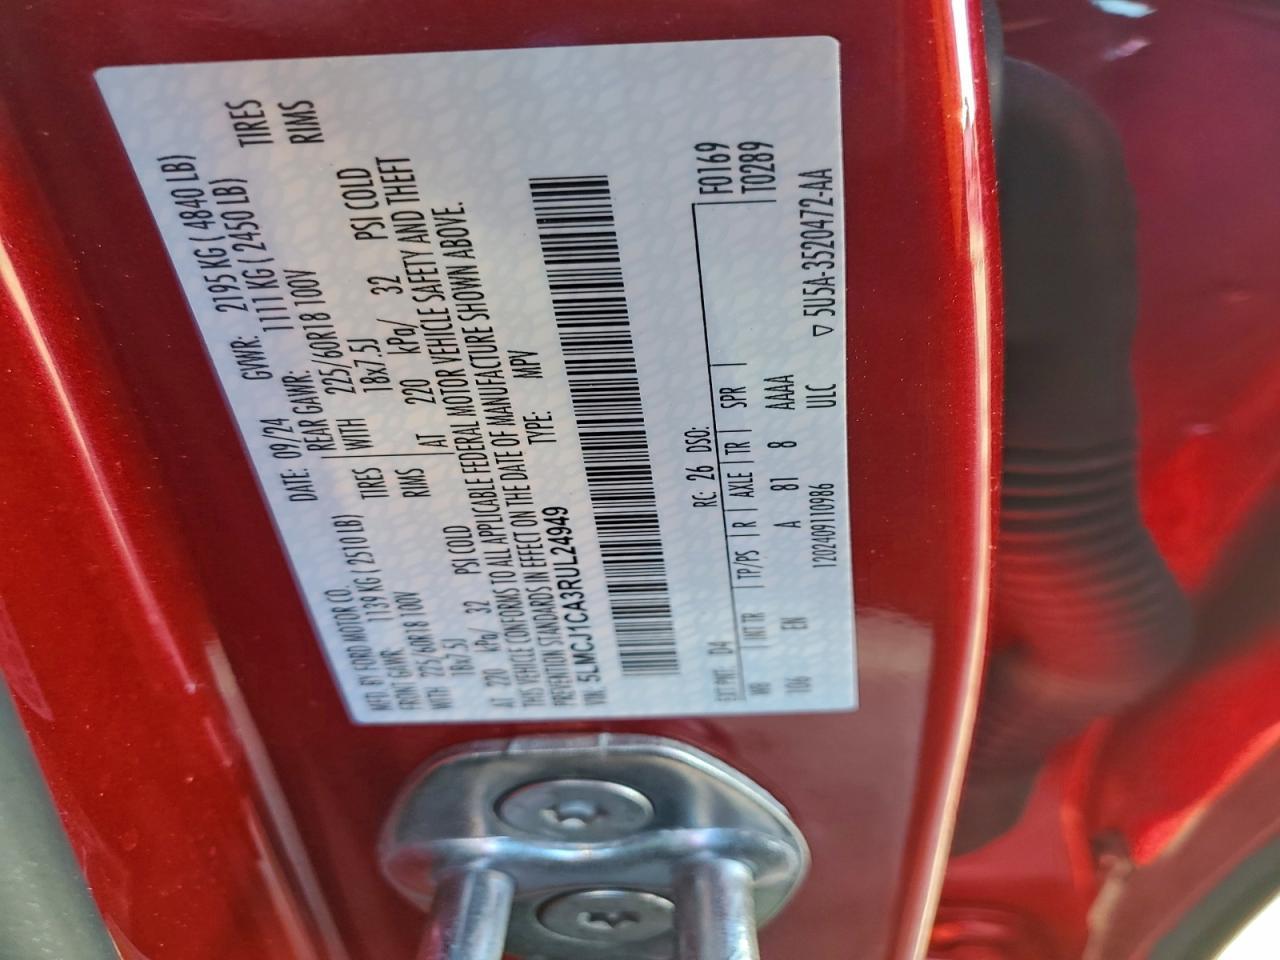 MFD. BY FORD MOTOR CO.
DATE: 09/24 GVWR: 2195 KG ( 4840 LB)
FRONT GAWR: 1139 KG ( 2510 LB) REAR GAWR: 1111 KG ( 2450 LB)
WITH 225/60R18 100V TIRES WITH 225/60R18 100V TIRES
18x7.5J RIMS 18x7.5J RIMS
AT 220 kPa/ 32 PSI COLD AT 220 kPa/ 32 PSI COLD
THIS VEHICLE CONFORMS TO ALL APPLICABLE FEDERAL MOTOR VEHICLE SAFETY AND THEFT
PREVENTION STANDARDS IN EFFECT ON THE DATE OF MANUFACTURE SHOWN ABOVE.
VIN: 5LMCJ1CA3RUL24949 TYPE: MPV
EXT PNT: D4 RC: 26 DSO: F0169
WB INT TR TP/PS R AXLE TR SPR T0289
106 EN A 81 8 AAAA
120240911 0986 ULC ▽ 5U5A-3520472-AA